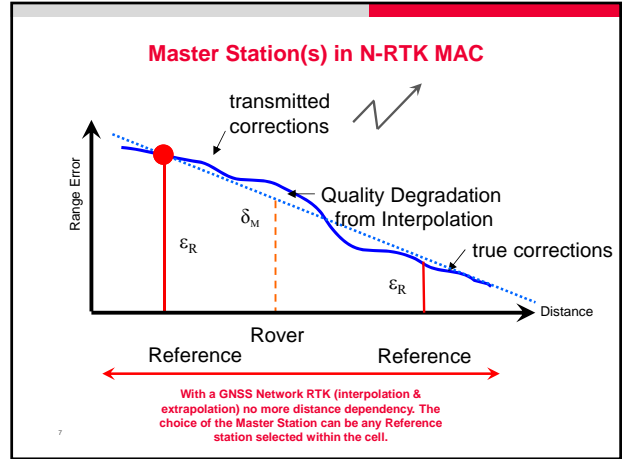 Master Station(s) in N-RTK MAC
transmitted
corrections
Range Error
Quality Degradation
from Interpolation
δM
εR
true corrections
εR
Distance
Rover
Reference
Reference
With a GNSS Network RTK (interpolation &
extrapolation) no more distance dependency. The
choice of the Master Station can be any Reference
station selected within the cell.
7